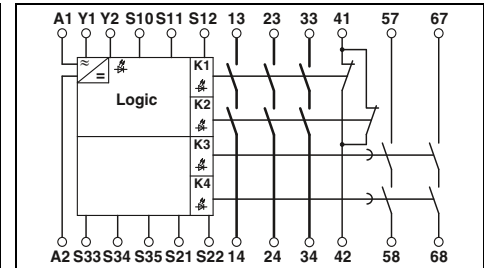 A1 Y1 Y2 S10 S11 S12 13 23 33 41 57 67
≈
=
Logic
K1
K2
K3
K4
A2 S33 S34 S35 S21 S22 14 24 34 42 58 68